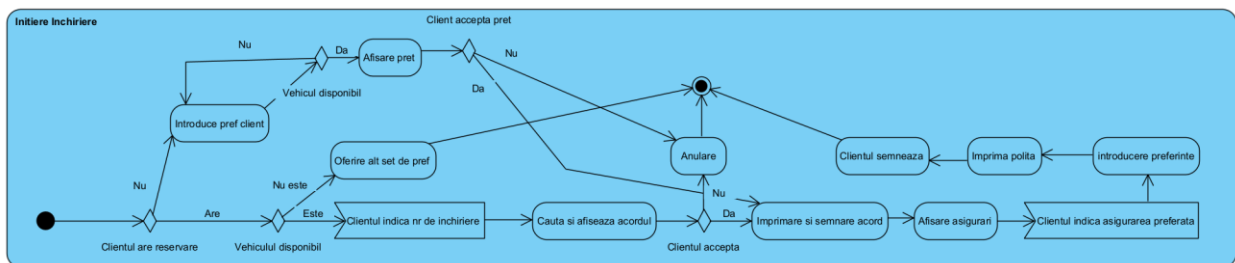 Initiere Inchiriere
Client accepta pret
Nu
Da
Afisare pret
Nu
Vehicul disponibil
Da
Introduce pref client
Oferire alt set de pref
Anulare
Clientul semneaza
Imprima polita
introducere preferinte
Nu
Nu este
Nu
Are
Este
Clientul indica nr de inchiriere
Cauta si afiseaza acordul
Da
Imprimare si semnare acord
Afisare asigurari
Clientul indica asigurarea preferata
Clientul are reservare
Vehiculul disponibil
Clientul accepta